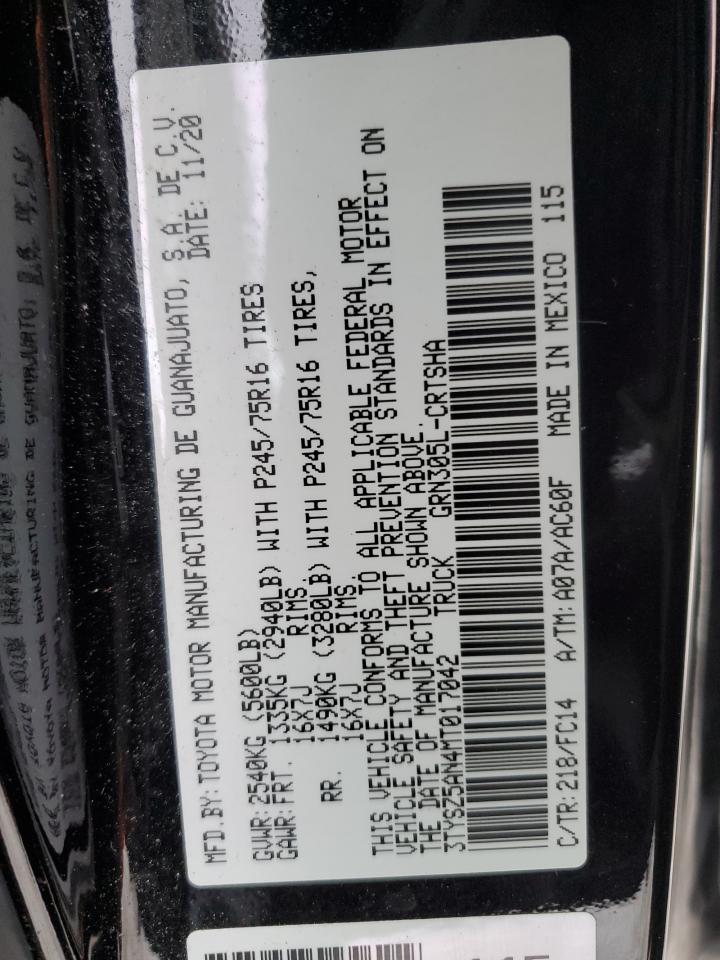 MFD.BY:TOYOTA MOTOR MANUFACTURING DE GUANAJUATO, S.A. DE C.V.
DATE: 11/20
GVWR:2540KG (5600LB)
GAWR:FRT. 1335KG (2940LB) WITH P245/75R16 TIRES
16X7J RIMS.
RR. 1490KG (3280LB) WITH P245/75R16 TIRES,
16X7J RIMS.
THIS VEHICLE CONFORMS TO ALL APPLICABLE FEDERAL MOTOR
VEHICLE SAFETY AND THEFT PREVENTION STANDARDS IN EFFECT ON
THE DATE OF MANUFACTURE SHOWN ABOVE.
3TYSZ5AN4MT017042 TRUCK GRN305L-CRTSHA
C/TR:218/FC14 A/TM:A07A/AC60F MADE IN MEXICO 115